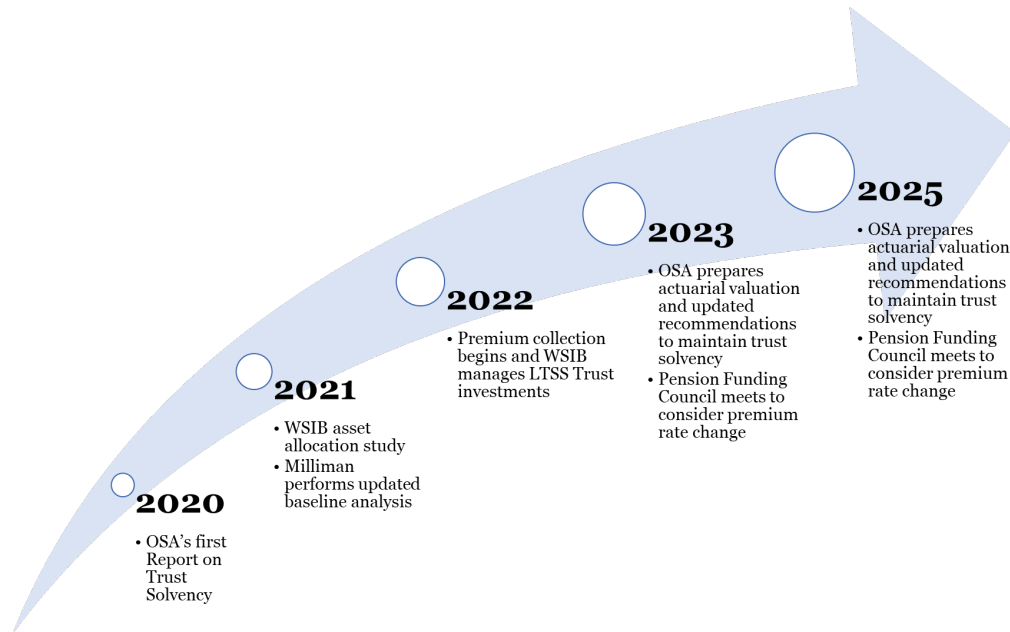 2020
• OSA's first
Report on
Trust
Solvency
2021
• WSIB asset
allocation study
• Milliman
performs updated
baseline analysis
2022
• Premium collection
begins and WSIB
manages LTSS Trust
investments
2023
• OSA prepares
actuarial valuation
and updated
recommendations
to maintain trust
solvency
• Pension Funding
Council meets to
consider premium
rate change
2025
• OSA prepares
actuarial valuation
and updated
recommendations
to maintain trust
solvency
• Pension Funding
Council meets to
consider premium
rate change